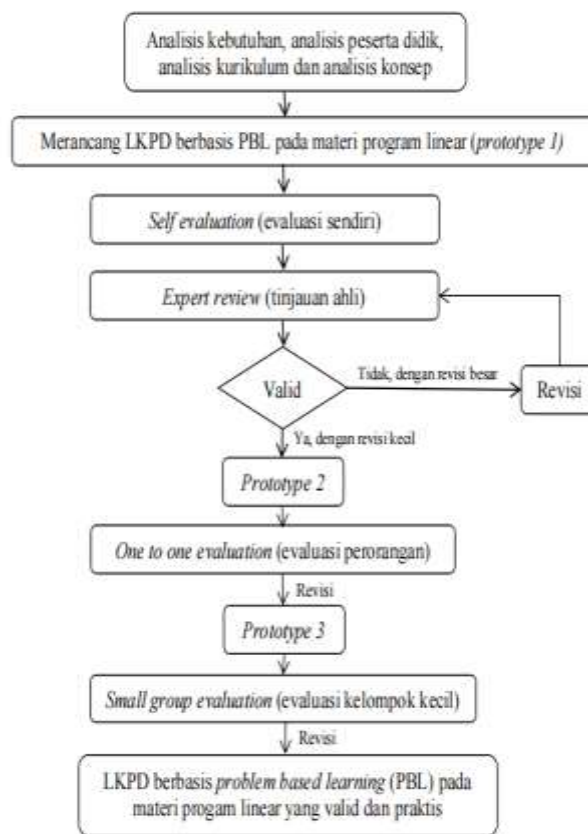 Analisis kebutuhan, analisis peserta didik,
analisis kurikulum dan analisis konsep
Merancang LKPD berbasis PBL pada materi program linear (prototype 1)
Self evaluation (evaluasi sendiri)
Expert review (tinjauan ahli)
Valid
Tidak, dengan revisi besar
Revisi
Ya, dengan revisi kecil
Prototype 2
One to one evaluation (evaluasi perorangan)
Revisi
Prototype 3
Small group evaluation (evaluasi kelompok kecil)
Revisi
LKPD berbasis problem based learning (PBL) pada
materi progam linear yang valid dan praktis